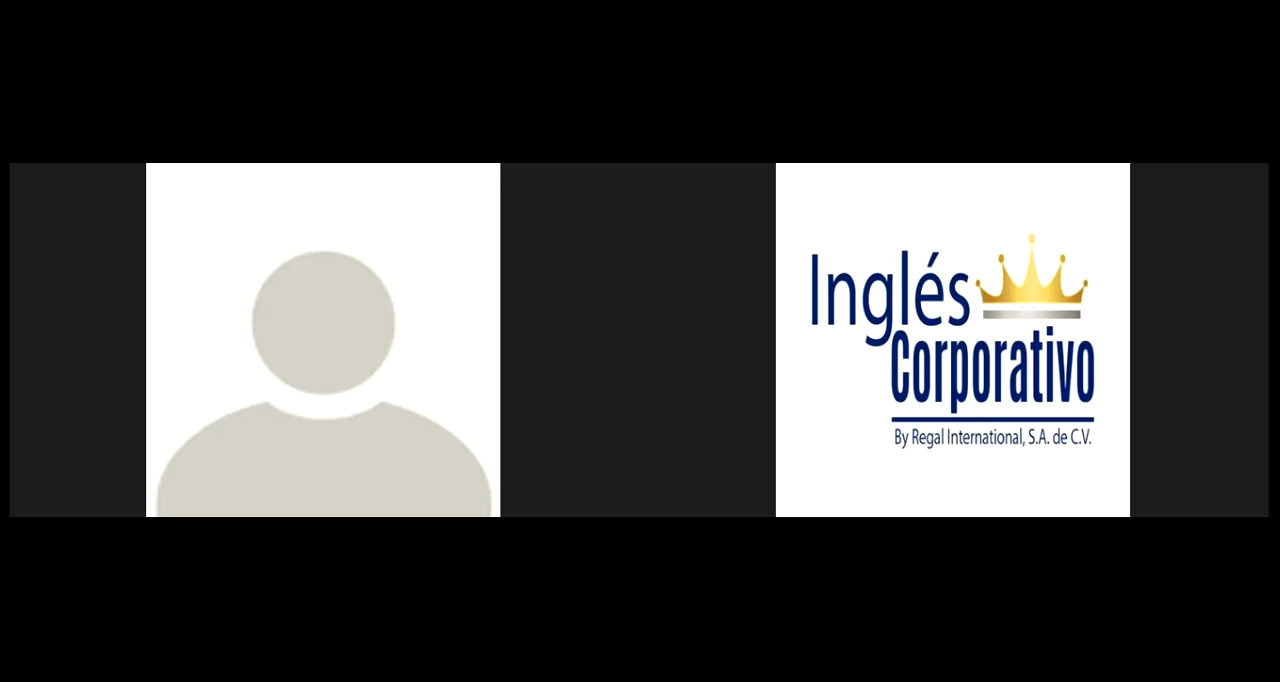 Inglés
Corporativo
By Regal International, S.A. de C.V.